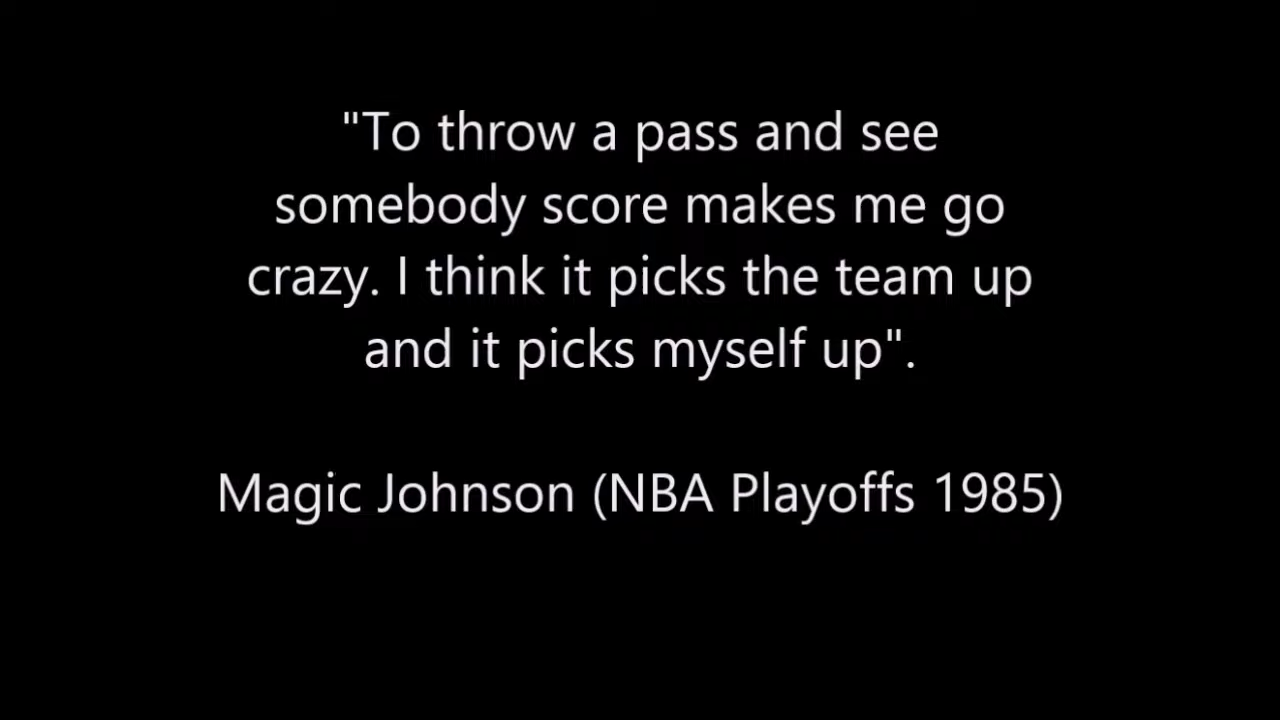 "To throw a pass and see
somebody score makes me go
crazy. I think it picks the team up
and it picks myself up".
Magic Johnson (NBA Playoffs 1985)